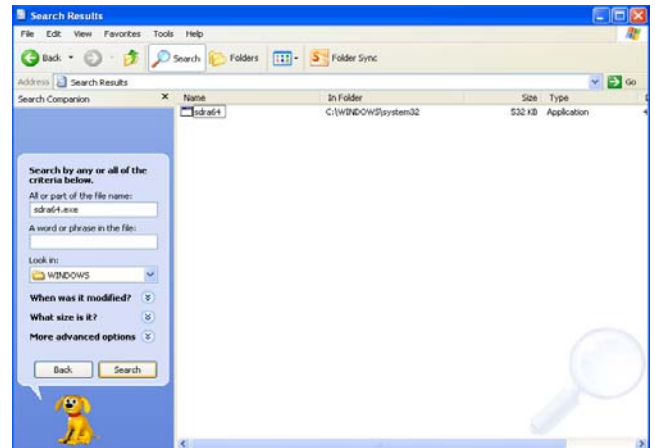 Search Results
File Edit View Favorites Tools Help
Back Search Folders Folder Sync
Address Search Results Go
Search Companion Name In Folder Size Type
sdra64 C:\WINDOWS\system32 532 KB Application
Search by any or all of the
criteria below.
All or part of the file name:
sdra64.exe
A word or phrase in the file:
Look in:
WINDOWS
When was it modified?
What size is it?
More advanced options
Back Search